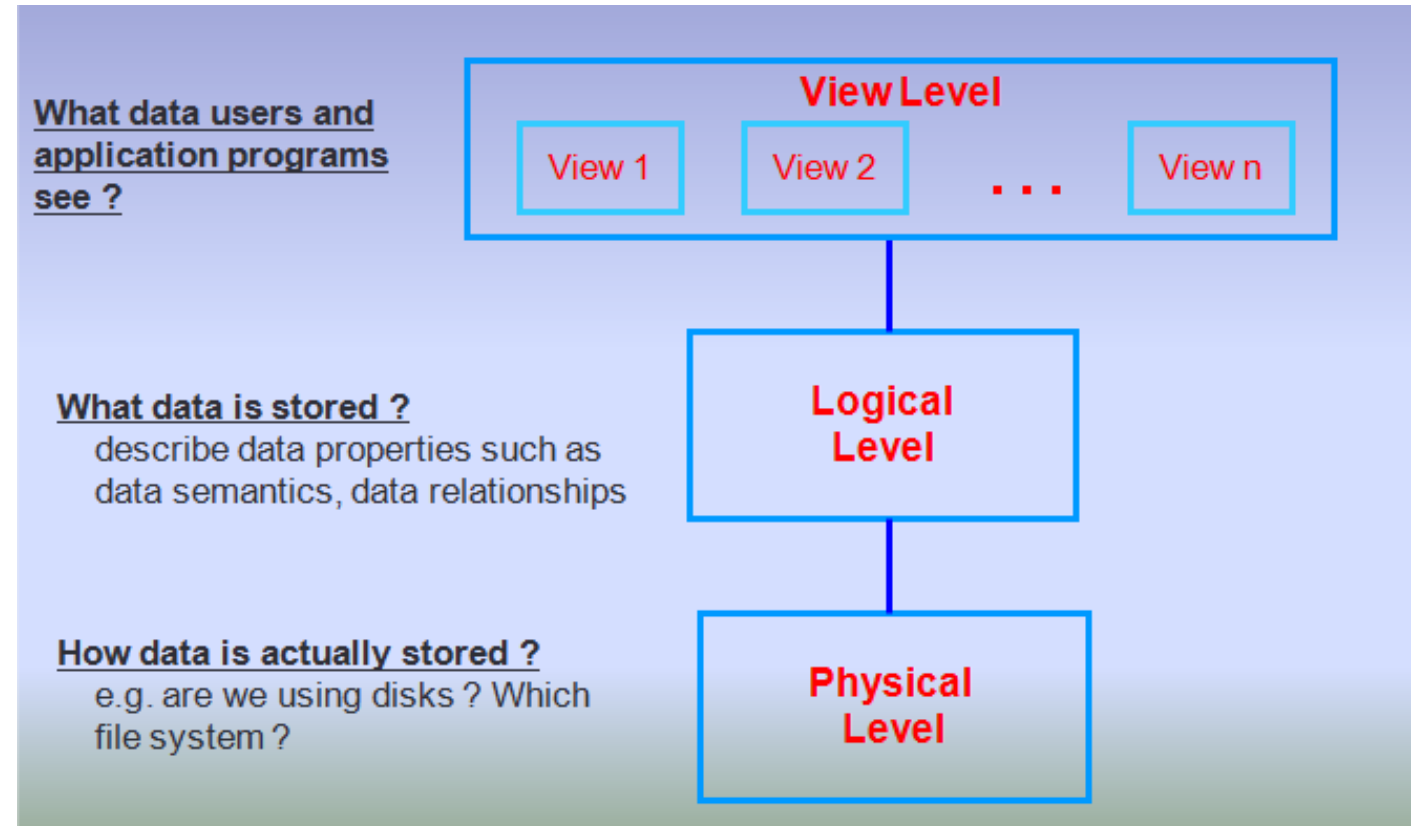 View Level
What data users and
application programs
see ?
View 1
View 2
. . .
View n
What data is stored ?
describe data properties such as
data semantics, data relationships
Logical
Level
How data is actually stored ?
e.g. are we using disks ? Which
file system ?
Physical
Level